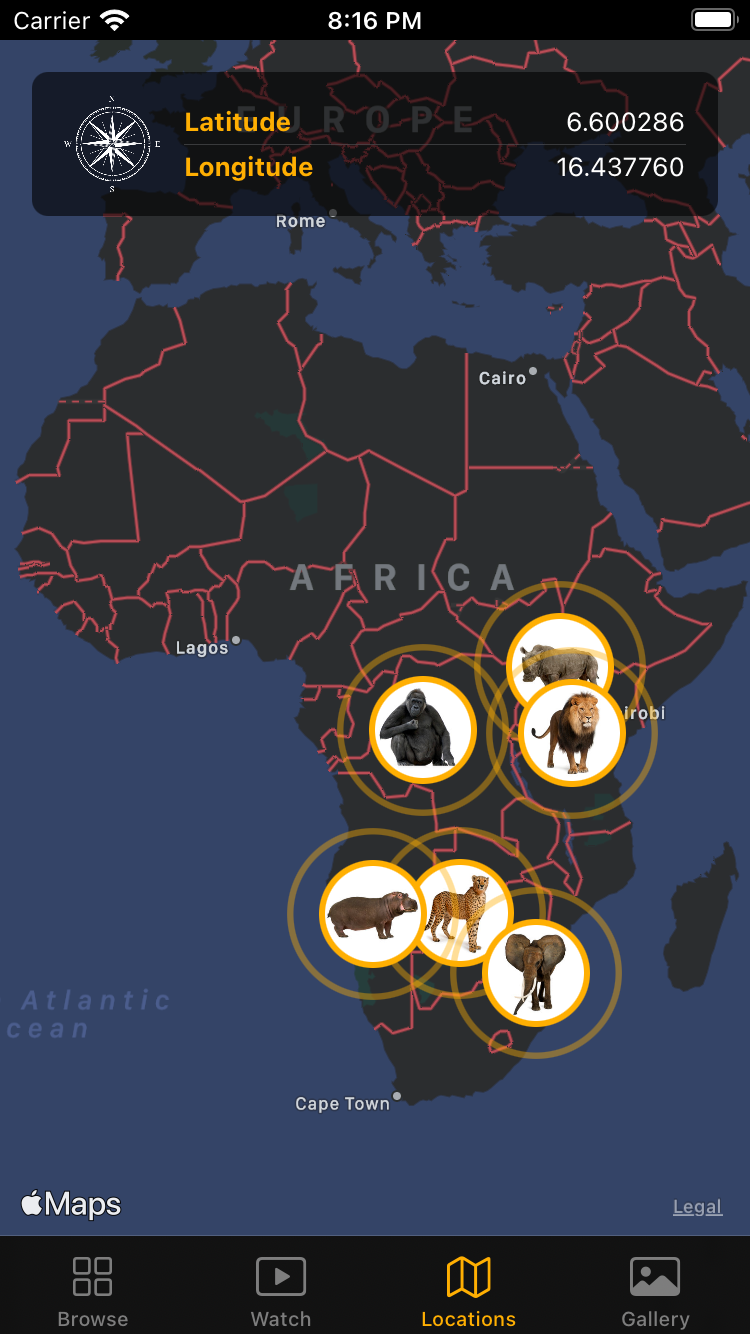 Carrier 8:16 PM
EUROPE
N
W E
S
Latitude 6.600286
Longitude 16.437760
Rome
Cairo
AFRICA
Lagos
irobi
Atlantic
cean
Cape Town
Maps Legal
Browse Watch Locations Gallery